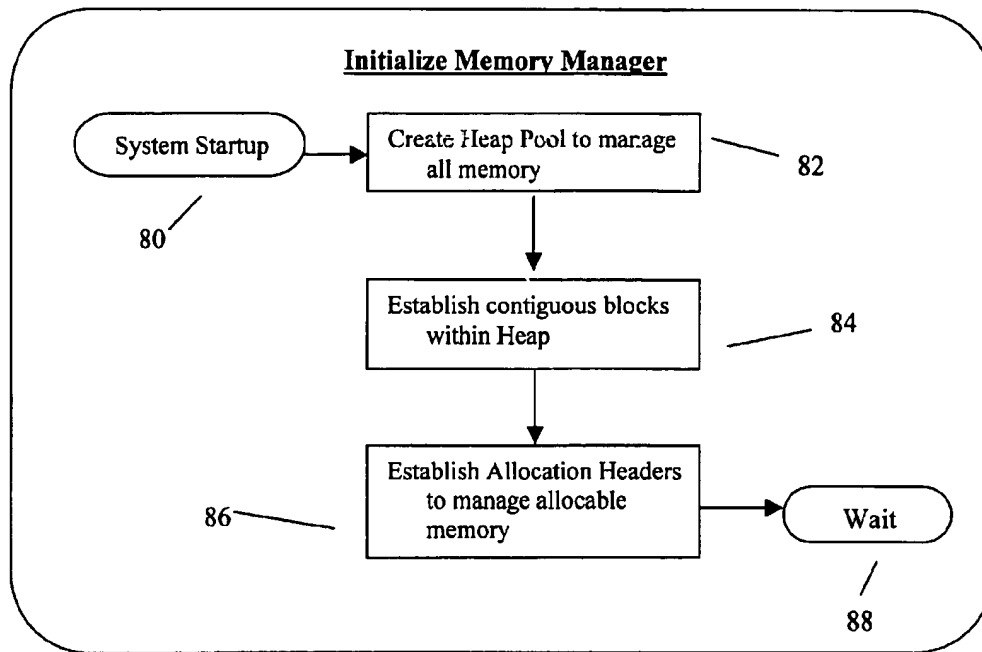 Initialize Memory Manager
System Startup
Create Heap Pool to manage
all memory
82
80
Establish contiguous blocks
within Heap
84
Establish Allocation Headers
to manage allocable
memory
86
Wait
88